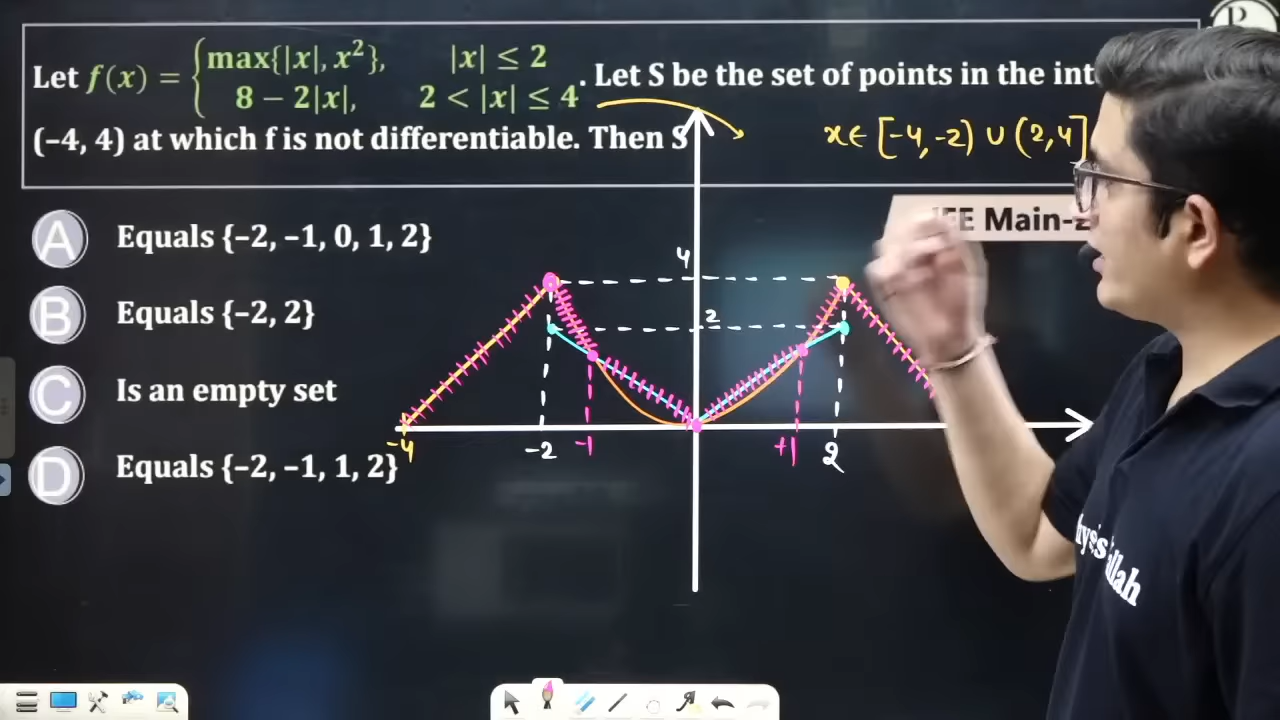 Let f(x) = { max{|x|, x²}, |x| ≤ 2
8 − 2|x|, 2 < |x| ≤ 4 . Let S be the set of points in the
(−4, 4) at which f is not differentiable. Then S
x ∈ [-4, -2) ∪ (2, 4]
JEE Main-
A Equals {−2, −1, 0, 1, 2}
B Equals {−2, 2}
C Is an empty set
D Equals {−2, −1, 1, 2}
4
2
-4 -2 -1 +1 2